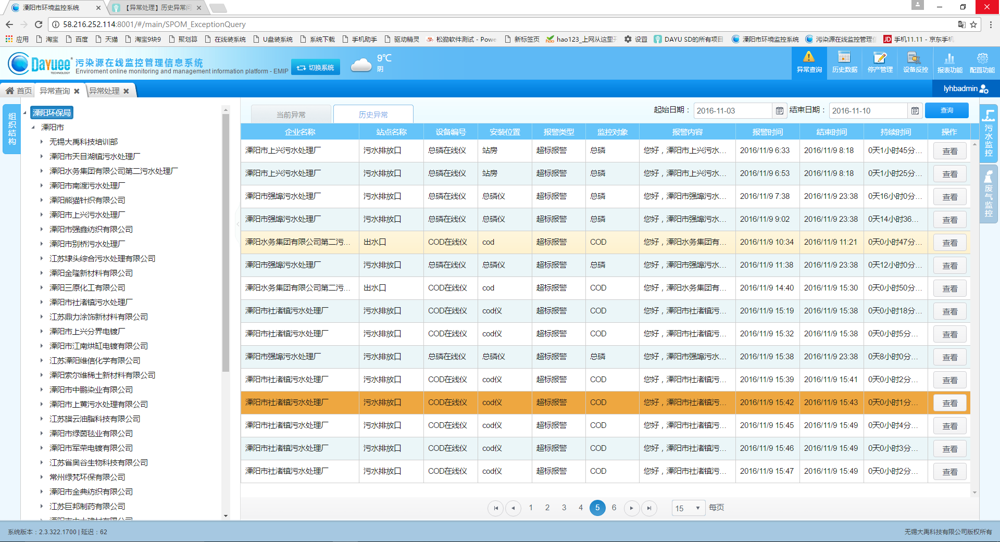 溧阳市环境监控系统
【异常处理】历史异常问
58.216.252.114:8001/#/main/SPOM_ExceptionQuery
应用 淘宝 百度 天猫 淘宝9块9 聚划算 在线装系统 U盘装系统 系统下载 手机助手 驱动精灵 松勤软件测试 - Powe 新标签页 hao123_上网从这里开 设置 DAYU SD的所有项目 溧阳市环境监控系统 污染源在线监控管理信 JD 手机11.11 - 京东手机
Dayuee TECHNOLOGY
污染源在线监控管理信息系统
Enviroment online monitoring and management information platform - EMIP
切换系统
9℃
阴
异常查询 历史数据 停产管理 设备反控 报表功能 配置功能
首页 异常查询 异常处理
lyhbadmin
组织结构
溧阳环保局
溧阳市
无锡大禹科技培训部
溧阳市天目湖镇污水处理厂
溧阳水务集团有限公司第二污水处理厂
溧阳市南渡污水处理厂
溧阳熊猫针织有限公司
溧阳市上兴污水处理厂
溧阳市强鑫纺织有限公司
溧阳市别桥污水处理厂
江苏埭头综合污水处理有限公司
溧阳金隆新材料有限公司
溧阳三原化工有限公司
溧阳市社渚镇污水处理厂
江苏鼎力涂饰新材料有限公司
溧阳市上兴分界电镀厂
溧阳市江南烘缸电镀有限公司
江苏溧阳维信化学有限公司
溧阳索尔维稀土新材料有限公司
溧阳市中鹏染业有限公司
溧阳市上黄污水处理有限公司
江苏旗云油脂科技有限公司
溧阳市绿茵毯业有限公司
溧阳市军荣电镀有限公司
江苏省奥谷生物科技有限公司
常州绿梵环保有限公司
溧阳市金典纺织有限公司
江苏巨邦制药有限公司
当前异常 历史异常
起始日期： 2016-11-03 结束日期： 2016-11-10 查询
企业名称 站点名称 设备编号 安装位置 报警类型 监控对象 报警内容 报警时间 结束时间 持续时间 操作
溧阳市上兴污水处理厂 污水排放口 总磷在线仪 站房 超标报警 总磷 您好，溧阳市上兴污水... 2016/11/9 6:33 2016/11/9 8:18 0天1小时45分... 查看
溧阳市上兴污水处理厂 污水排放口 总磷在线仪 站房 超标报警 总磷 您好，溧阳市上兴污水... 2016/11/9 6:53 2016/11/9 8:18 0天1小时25分... 查看
溧阳市强埠污水处理厂 污水排放口 总磷在线仪 总磷仪 超标报警 总磷 您好，溧阳市强埠污水... 2016/11/9 7:38 2016/11/9 23:38 0天16小时0分... 查看
溧阳市强埠污水处理厂 污水排放口 总磷在线仪 总磷仪 超标报警 总磷 您好，溧阳市强埠污水... 2016/11/9 9:02 2016/11/9 23:38 0天14小时36... 查看
溧阳水务集团有限公司第二污... 出水口 COD在线仪 cod 超标报警 COD 您好，溧阳水务集团有... 2016/11/9 10:34 2016/11/9 11:21 0天0小时47分... 查看
溧阳市强埠污水处理厂 污水排放口 总磷在线仪 总磷仪 超标报警 总磷 您好，溧阳市强埠污水... 2016/11/9 11:38 2016/11/9 23:38 0天12小时0分... 查看
溧阳水务集团有限公司第二污... 出水口 COD在线仪 cod 超标报警 COD 您好，溧阳水务集团有... 2016/11/9 14:40 2016/11/9 15:30 0天0小时50分... 查看
溧阳市社渚镇污水处理厂 污水排放口 COD在线仪 cod仪 超标报警 COD 您好，溧阳市社渚镇污... 2016/11/9 15:19 2016/11/9 15:38 0天0小时18分... 查看
溧阳市社渚镇污水处理厂 污水排放口 COD在线仪 cod仪 超标报警 COD 您好，溧阳市社渚镇污... 2016/11/9 15:32 2016/11/9 15:38 0天0小时5分... 查看
溧阳市强埠污水处理厂 污水排放口 总磷在线仪 总磷仪 超标报警 总磷 您好，溧阳市强埠污水... 2016/11/9 15:38 2016/11/9 23:38 0天8小时0分... 查看
溧阳市社渚镇污水处理厂 污水排放口 COD在线仪 cod仪 超标报警 COD 您好，溧阳市社渚镇污... 2016/11/9 15:39 2016/11/9 15:41 0天0小时2分... 查看
溧阳市社渚镇污水处理厂 污水排放口 COD在线仪 cod仪 超标报警 COD 您好，溧阳市社渚镇污... 2016/11/9 15:42 2016/11/9 15:43 0天0小时1分... 查看
溧阳市社渚镇污水处理厂 污水排放口 COD在线仪 cod仪 超标报警 COD 您好，溧阳市社渚镇污... 2016/11/9 15:45 2016/11/9 15:49 0天0小时4分... 查看
溧阳市社渚镇污水处理厂 污水排放口 COD在线仪 cod仪 超标报警 COD 您好，溧阳市社渚镇污... 2016/11/9 15:46 2016/11/9 15:49 0天0小时3分... 查看
溧阳市社渚镇污水处理厂 污水排放口 COD在线仪 cod仪 超标报警 COD 您好，溧阳市社渚镇污... 2016/11/9 15:47 2016/11/9 15:49 0天0小时2分... 查看
1 2 3 4 5 6 15 每页
污水监控
废气监控
系统版本：2.3.322.1700 | 延迟：62
无锡大禹科技有限公司版权所有